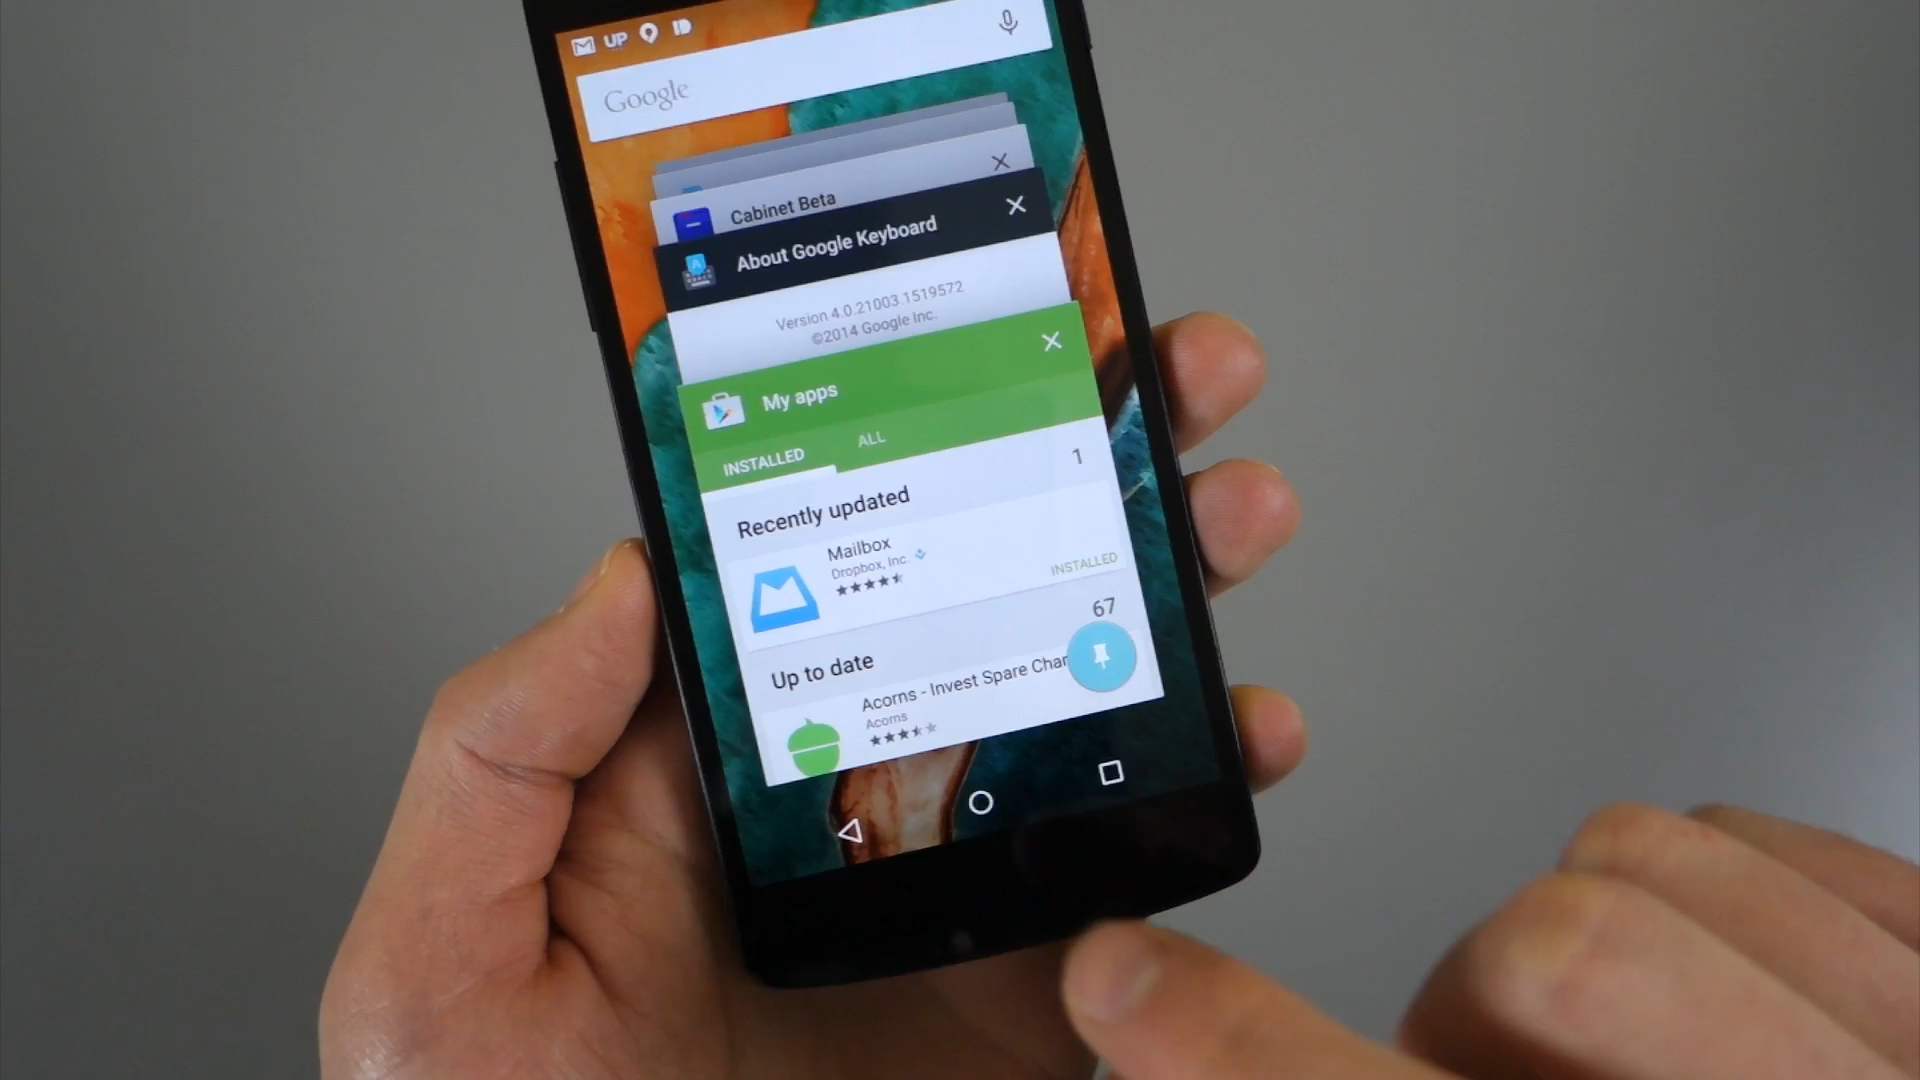 UP
Google
Cabinet Beta
About Google Keyboard
Version 4.0.21003.1519572
©2014 Google Inc.
My apps
INSTALLED
ALL
Recently updated
1
Mailbox
Dropbox, Inc.
INSTALLED
Up to date
67
Acorns - Invest Spare Char
Acorns